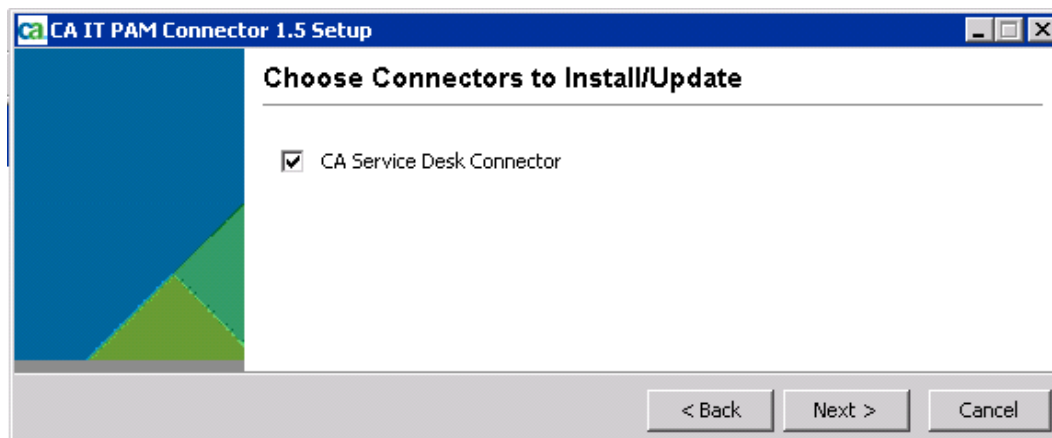 ca CA IT PAM Connector 1.5 Setup
Choose Connectors to Install/Update
CA Service Desk Connector
< Back Next > Cancel